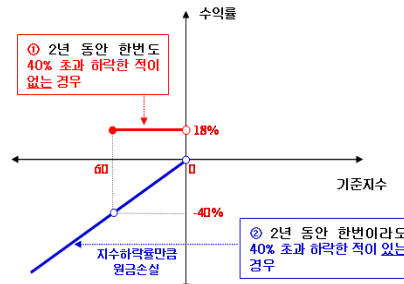 수익률
① 2년 동안 한번도
40% 초과 하락한 적이
없는 경우
18%
60
0
기준지수
-40%
지수하락률만큼
원금손실
② 2년 동안 한번이라도
40% 초과 하락한 적이 있는
경우